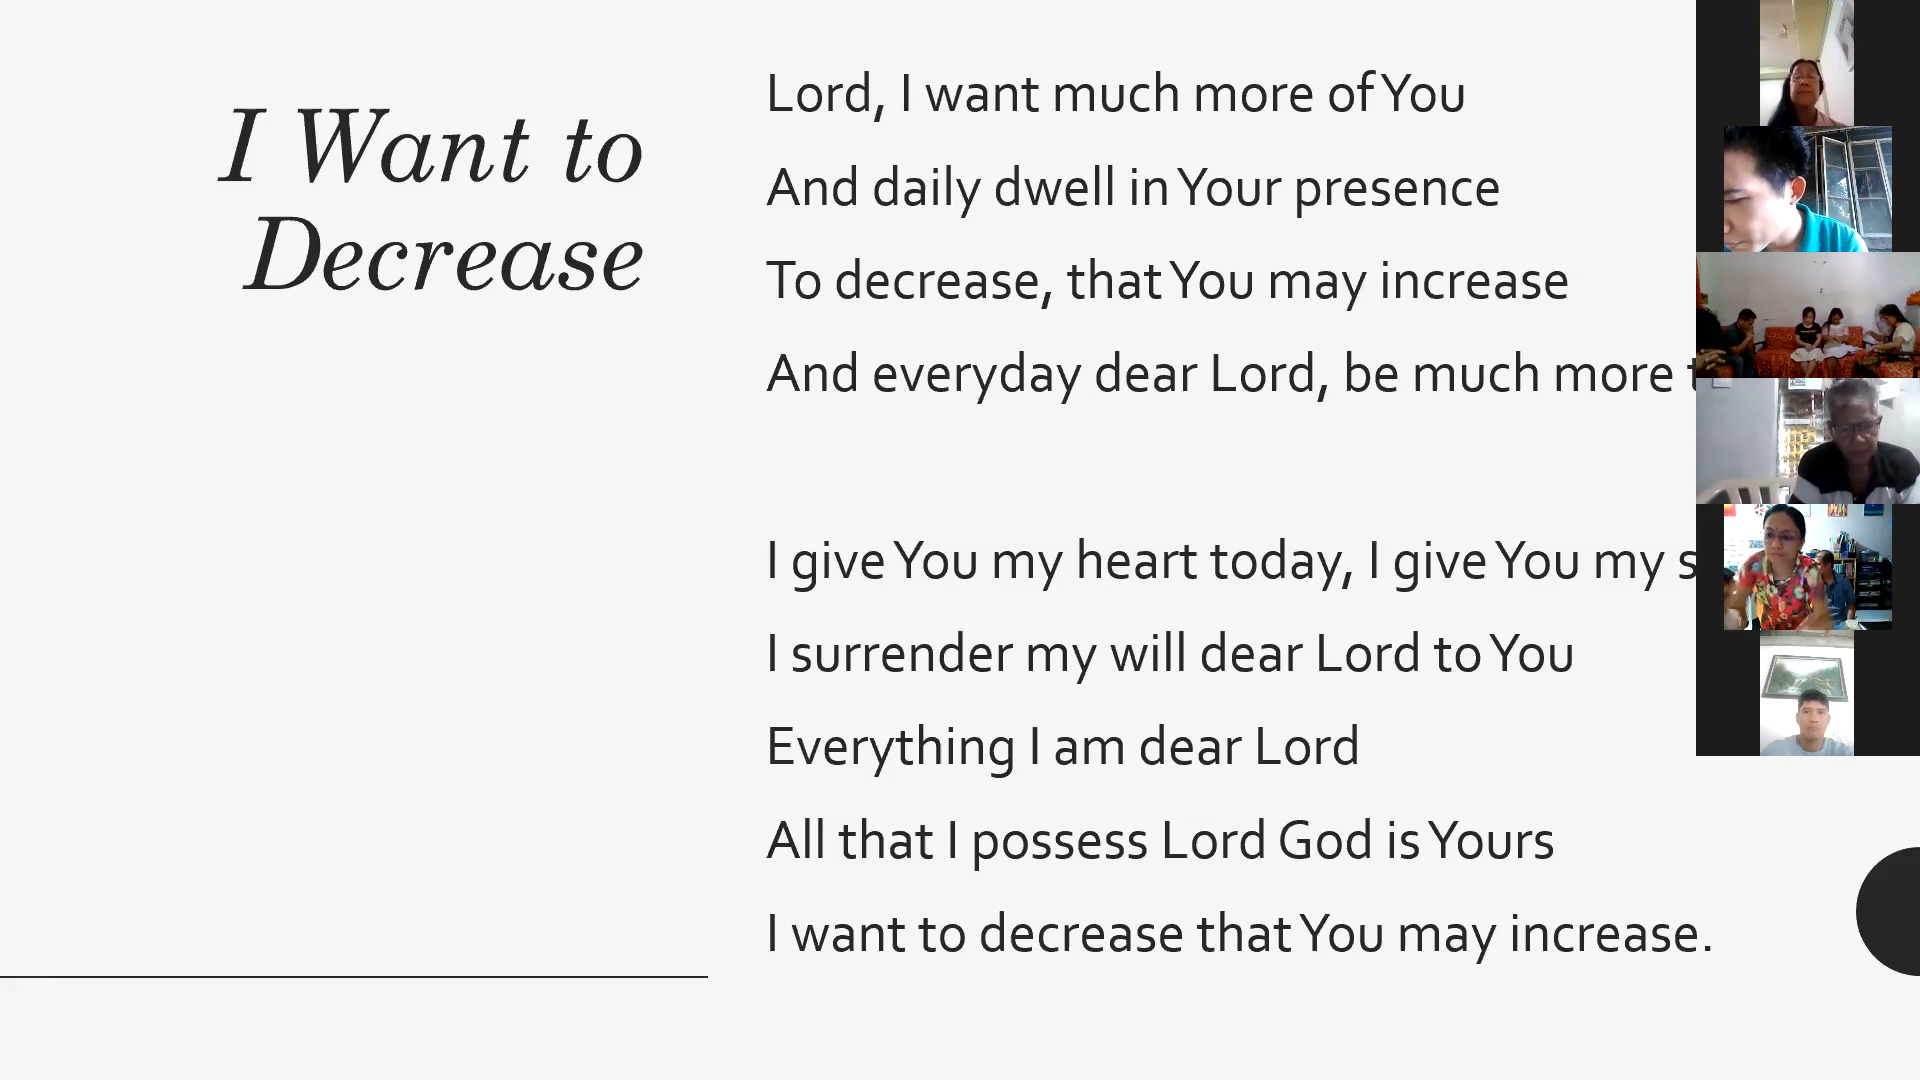 I Want to
Decrease
Lord, I want much more of You
And daily dwell in Your presence
To decrease, that You may increase
And everyday dear Lord, be much more
I give You my heart today, I give You my
I surrender my will dear Lord to You
Everything I am dear Lord
All that I possess Lord God is Yours
I want to decrease that You may increase.